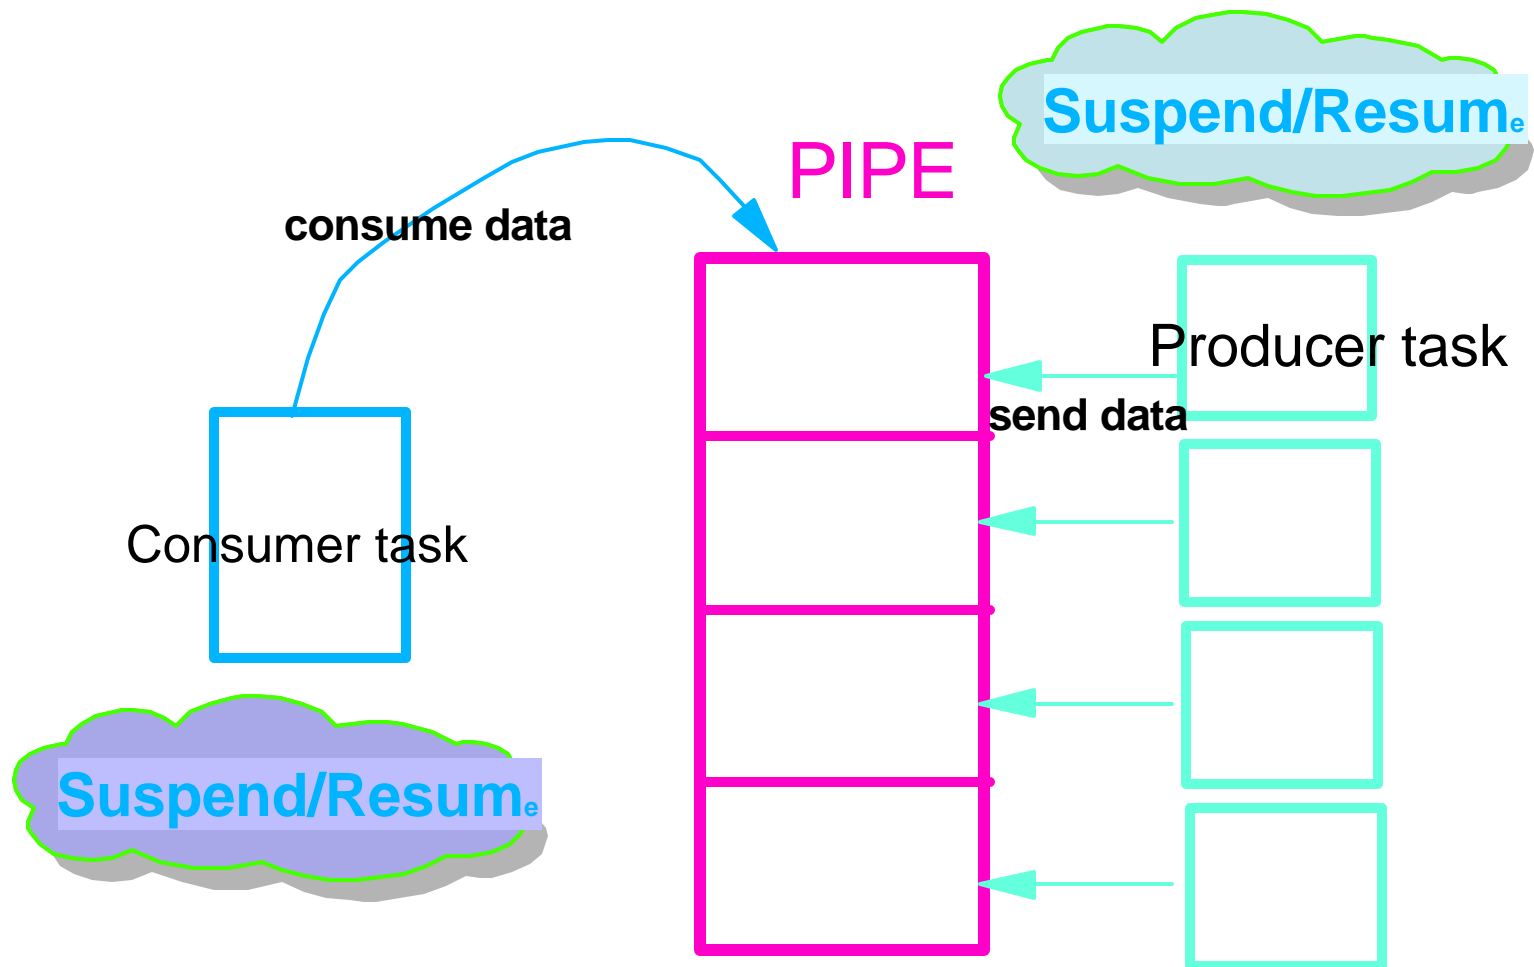 Suspend/Resume
PIPE
consume data
Producer task
send data
Consumer task
Suspend/Resume